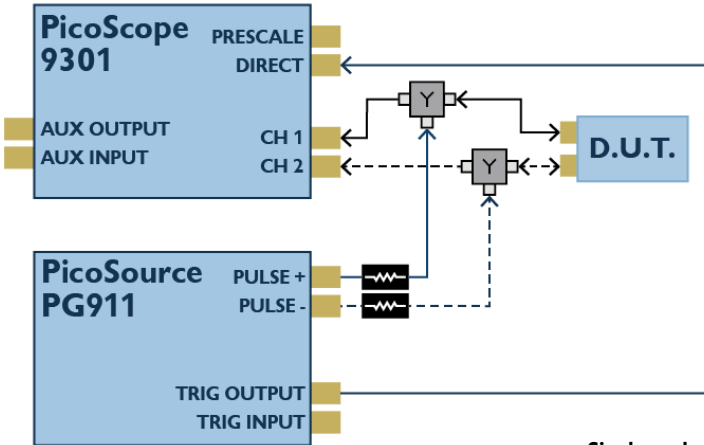 PicoScope
9301
PRESCALE
DIRECT
AUX OUTPUT
AUX INPUT
CH 1
CH 2
Y
Y
D.U.T.
PicoSource
PG911
PULSE +
PULSE -
TRIG OUTPUT
TRIG INPUT